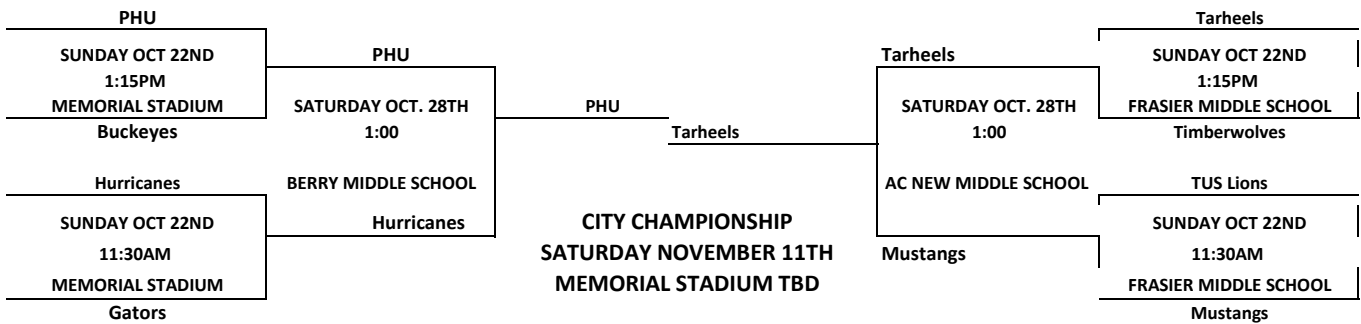 PHU
Tarheels
SUNDAY OCT 22ND
PHU
Tarheels
SUNDAY OCT 22ND
1:15PM
1:15PM
MEMORIAL STADIUM
SATURDAY OCT. 28TH
PHU
SATURDAY OCT. 28TH
FRASIER MIDDLE SCHOOL
Buckeyes
1:00
Tarheels
1:00
Timberwolves
Hurricanes
BERRY MIDDLE SCHOOL
AC NEW MIDDLE SCHOOL
TUS Lions
SUNDAY OCT 22ND
Hurricanes
CITY CHAMPIONSHIP
SUNDAY OCT 22ND
11:30AM
SATURDAY NOVEMBER 11TH
Mustangs
11:30AM
MEMORIAL STADIUM
MEMORIAL STADIUM TBD
FRASIER MIDDLE SCHOOL
Gators
Mustangs